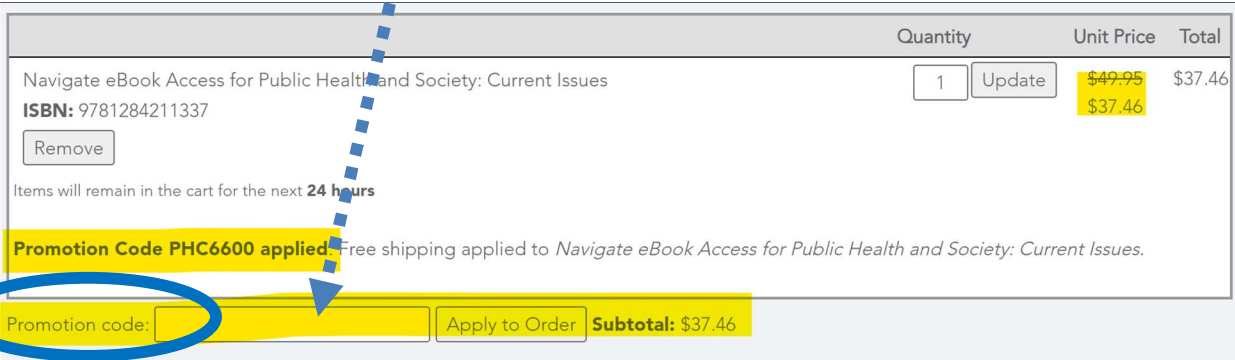 Quantity Unit Price Total
Navigate eBook Access for Public Health and Society: Current Issues 1 Update $49.95 $37.46
ISBN: 9781284211337 $37.46
Remove
Items will remain in the cart for the next 24 hours
Promotion Code PHC6600 applied. Free shipping applied to Navigate eBook Access for Public Health and Society: Current Issues.
Promotion code: Apply to Order Subtotal: $37.46